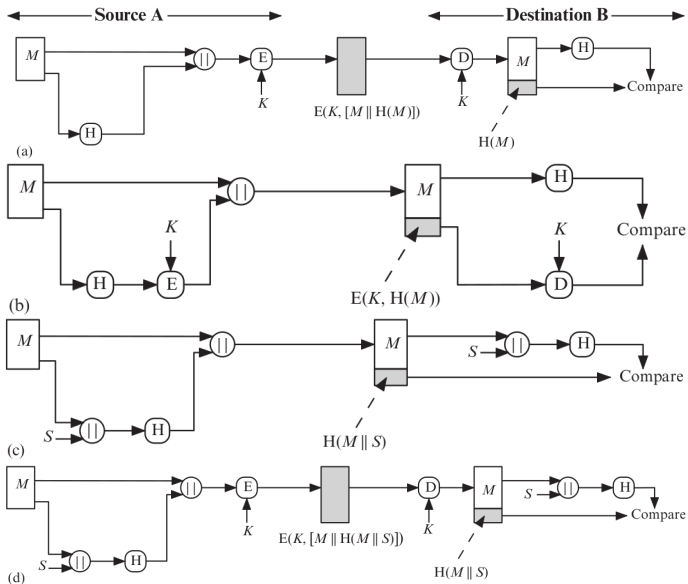 Source A Destination B
M || E D M H
K K Compare
E(K, [M || H(M)])
H
H(M)
(a)
M || M H
K K Compare
H E D
E(K, H(M))
(b)
M || M || H
S
Compare
S || H
H(M || S)
(c)
M || E D M || H
S
K K Compare
E(K, [M || H(M || S)])
S || H
H(M || S)
(d)